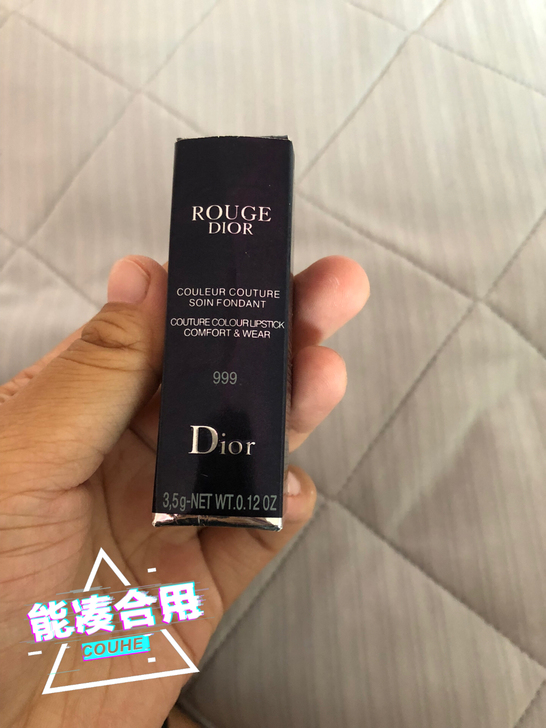 ROUGE
DIOR
COULEUR COUTURE
SOIN FONDANT
COUTURE COLOUR LIPSTICK
COMFORT & WEAR
999
Dior
3,5g-NET WT.0.12 OZ
能凑合用
COUHE